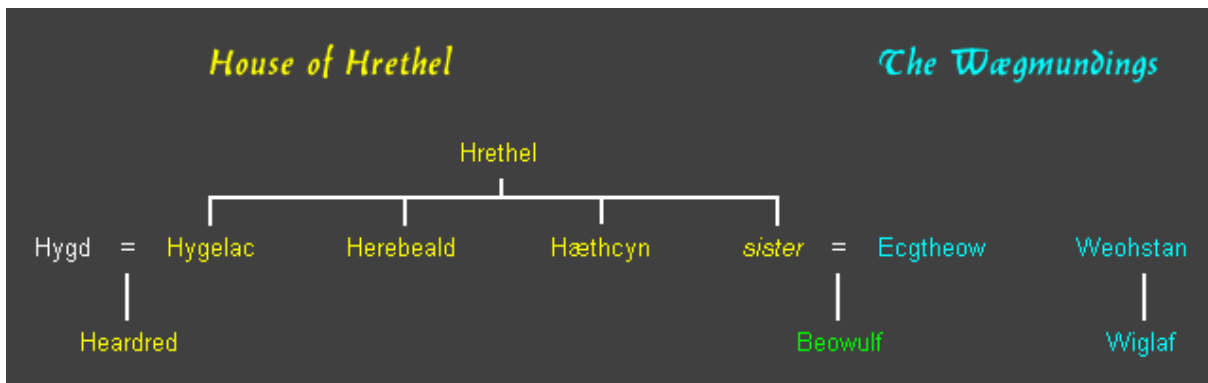 House of Hrethel The Wægmundings
Hrethel
Hygd = Hygelac Herebeald Hæthcyn sister = Ecgtheow Weohstan
Heardred Beowulf Wiglaf